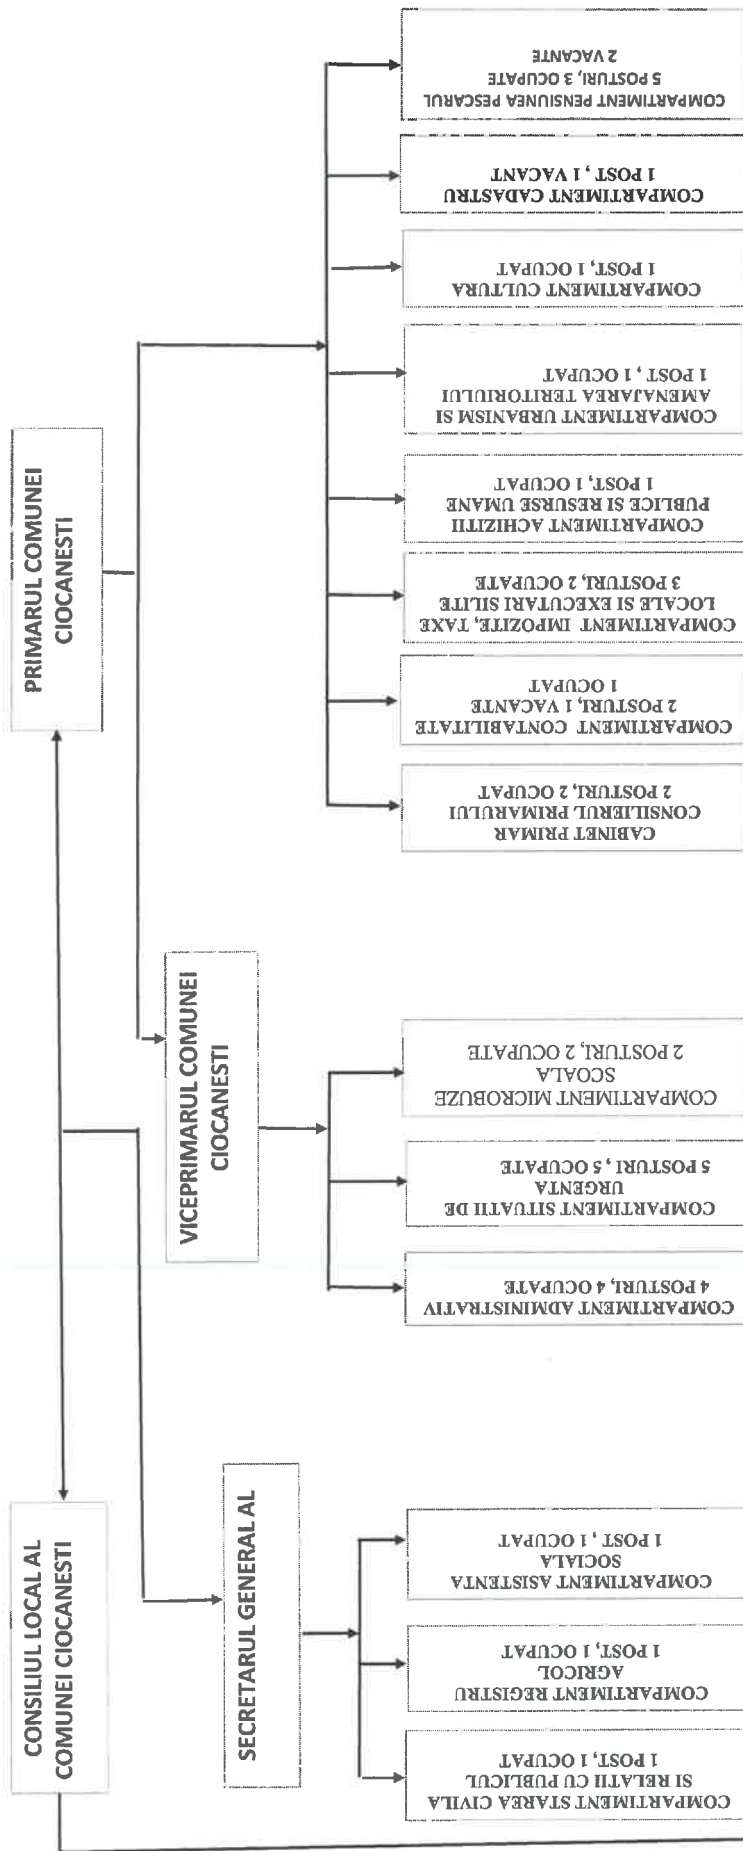 CONSILIUL LOCAL AL
COMUNEI CIOCANESTI
PRIMARUL COMUNEI
CIOCANESTI
VICEPRIMARUL COMUNEI
CIOCANESTI
SECRETARUL GENERAL AL
COMPARTIMENT STAREA CIVILA
SI RELATII CU PUBLICUL
1 POST, 1 OCUPAT
COMPARTIMENT REGISTRU
AGRICOL
1 POST, 1 OCUPAT
COMPARTIMENT ASISTENTA
SOCIALA
1 POST , 1 OCUPAT
COMPARTIMENT ADMINISTRATIV
4 POSTURI, 4 OCUPATE
COMPARTIMENT SITUATII DE
URGENTA
5 POSTURI , 5 OCUPATE
COMPARTIMENT MICROBUZE
SCOALA
2 POSTURI, 2 OCUPATE
CABINET PRIMAR
CONSILIERUL PRIMARULUI
2 POSTURI, 2 OCUPAT
COMPARTIMENT CONTABILITATE
2 POSTURI, 1 VACANTE
1 OCUPAT
COMPARTIMENT IMPOZITE, TAXE
LOCALE SI EXECUTARI SILITE
3 POSTURI, 2 OCUPATE
COMPARTIMENT ACHIZITII
PUBLICE SI RESURSE UMANE
1 POST, 1 OCUPAT
COMPARTIMENT URBANISM SI
AMENAJAREA TERITORIULUI
1 POST , 1 OCUPAT
COMPARTIMENT CULTURA
1 POST, 1 OCUPAT
COMPARTIMENT CADASTRU
1 POST, 1 VACANT
COMPARTIMENT PENSIUNEA PESCARUL
5 POSTURI, 3 OCUPATE
2 VACANTE